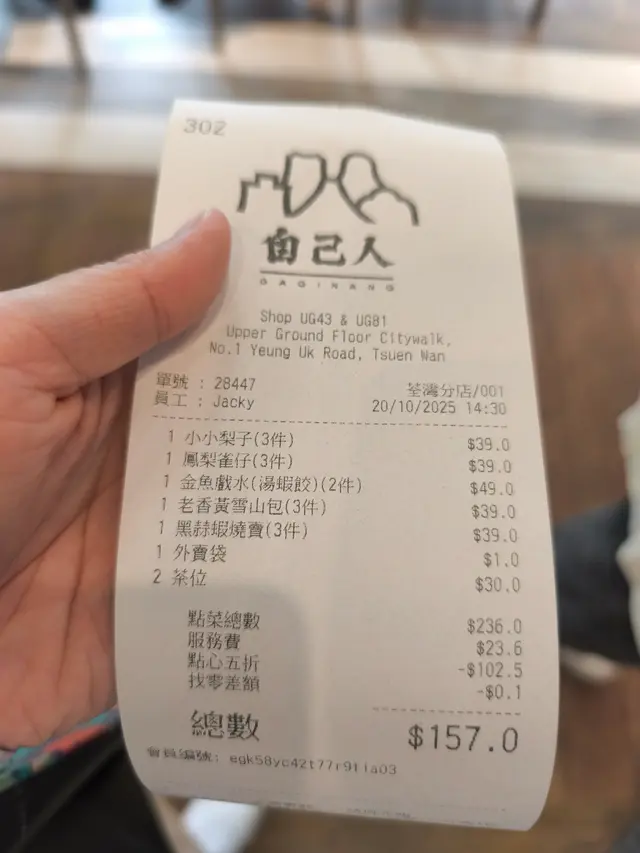 302
自己人
GAGINANG
Shop UG43 & UG81
Upper Ground Floor Citywalk,
No.1 Yeung Uk Road, Tsuen Wan
單號 : 28447 荃灣分店/001
員工 : Jacky 20/10/2025 14:30
1 小小梨子(3件) $39.0
1 鳳梨雀仔(3件) $39.0
1 金魚戲水(湯蝦餃)(2件) $49.0
1 老香黃雪山包(3件) $39.0
1 黑蒜蝦燒賣(3件) $39.0
1 外賣袋 $1.0
2 茶位 $30.0
點菜總數 $236.0
服務費 $23.6
點心五折 -$102.5
找零差額 -$0.1
總數 $157.0
會員編號: